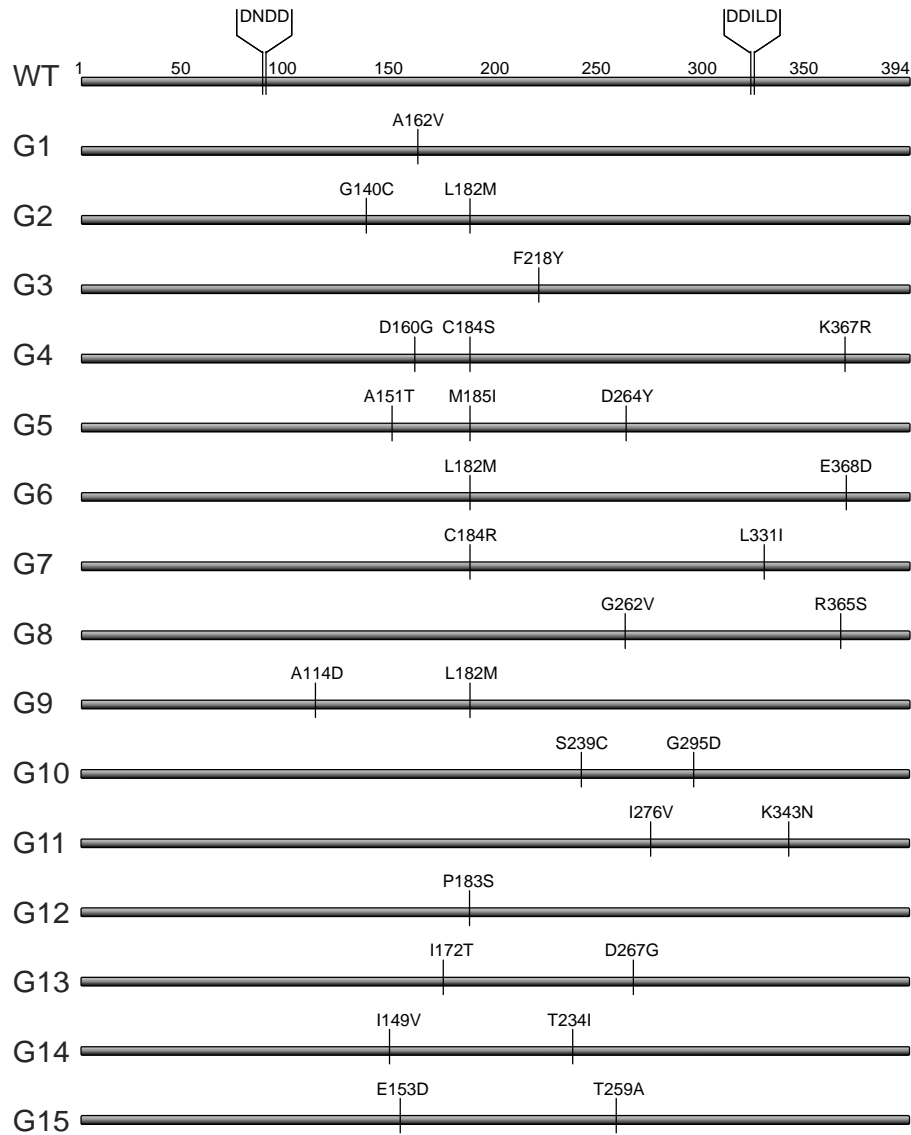 DNDD DDILD
WT 1 50 100 150 200 250 300 350 394
A162V
G1
G140C L182M
G2
F218Y
G3
D160G C184S K367R
G4
A151T M185I D264Y
G5
L182M E368D
G6
C184R L331I
G7
G262V R365S
G8
A114D L182M
G9
S239C G295D
G10
I276V K343N
G11
P183S
G12
I172T D267G
G13
I149V T234I
G14
E153D T259A
G15